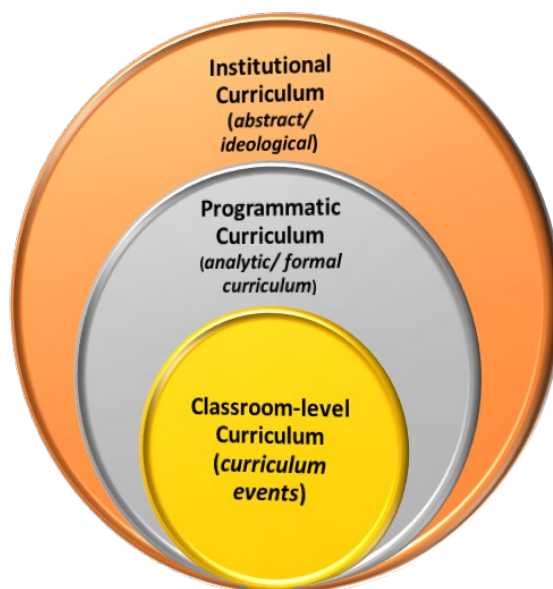 Institutional
Curriculum
(abstract/
ideological)
Programmatic
Curriculum
(analytic/ formal
curriculum)
Classroom-level
Curriculum
(curriculum
events)